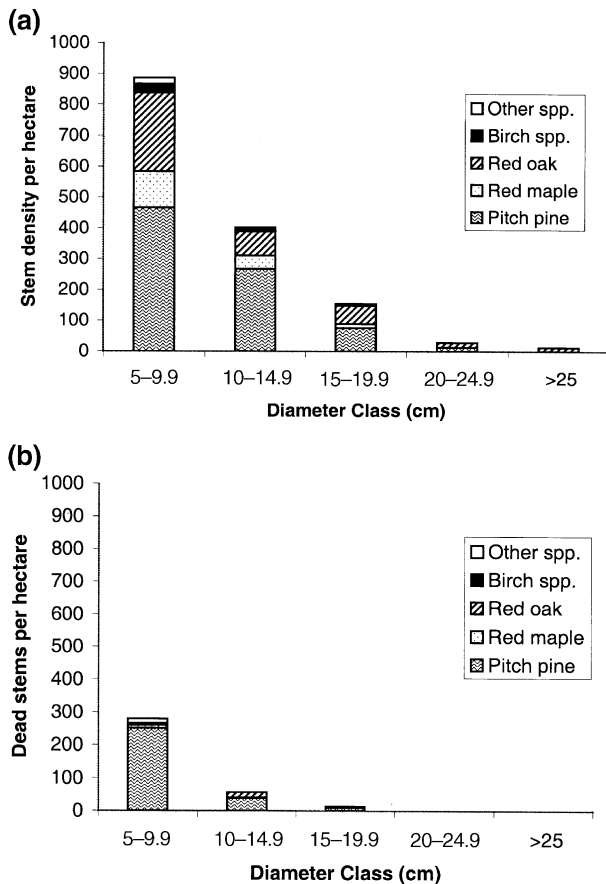 (a)
1000
900
800
700
600
500
400
300
200
100
0
Stem density per hectare
Other spp.
Birch spp.
Red oak
Red maple
Pitch pine
5–9.9 10–14.9 15–19.9 20–24.9 >25
Diameter Class (cm)
(b)
1000
900
800
700
600
500
400
300
200
100
0
Dead stems per hectare
Other spp.
Birch spp.
Red oak
Red maple
Pitch pine
5–9.9 10–14.9 15–19.9 20–24.9 >25
Diameter Class (cm)